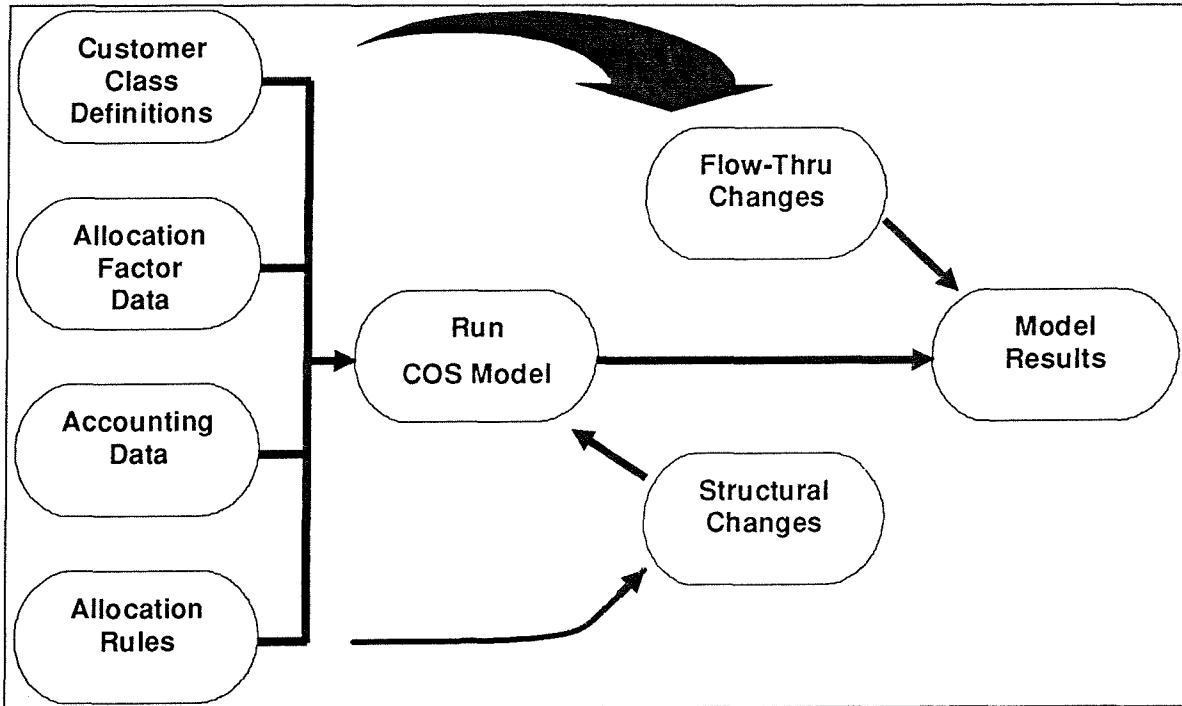 Customer
Class
Definitions
Allocation
Factor
Data
Accounting
Data
Allocation
Rules
Run
COS Model
Flow-Thru
Changes
Structural
Changes
Model
Results